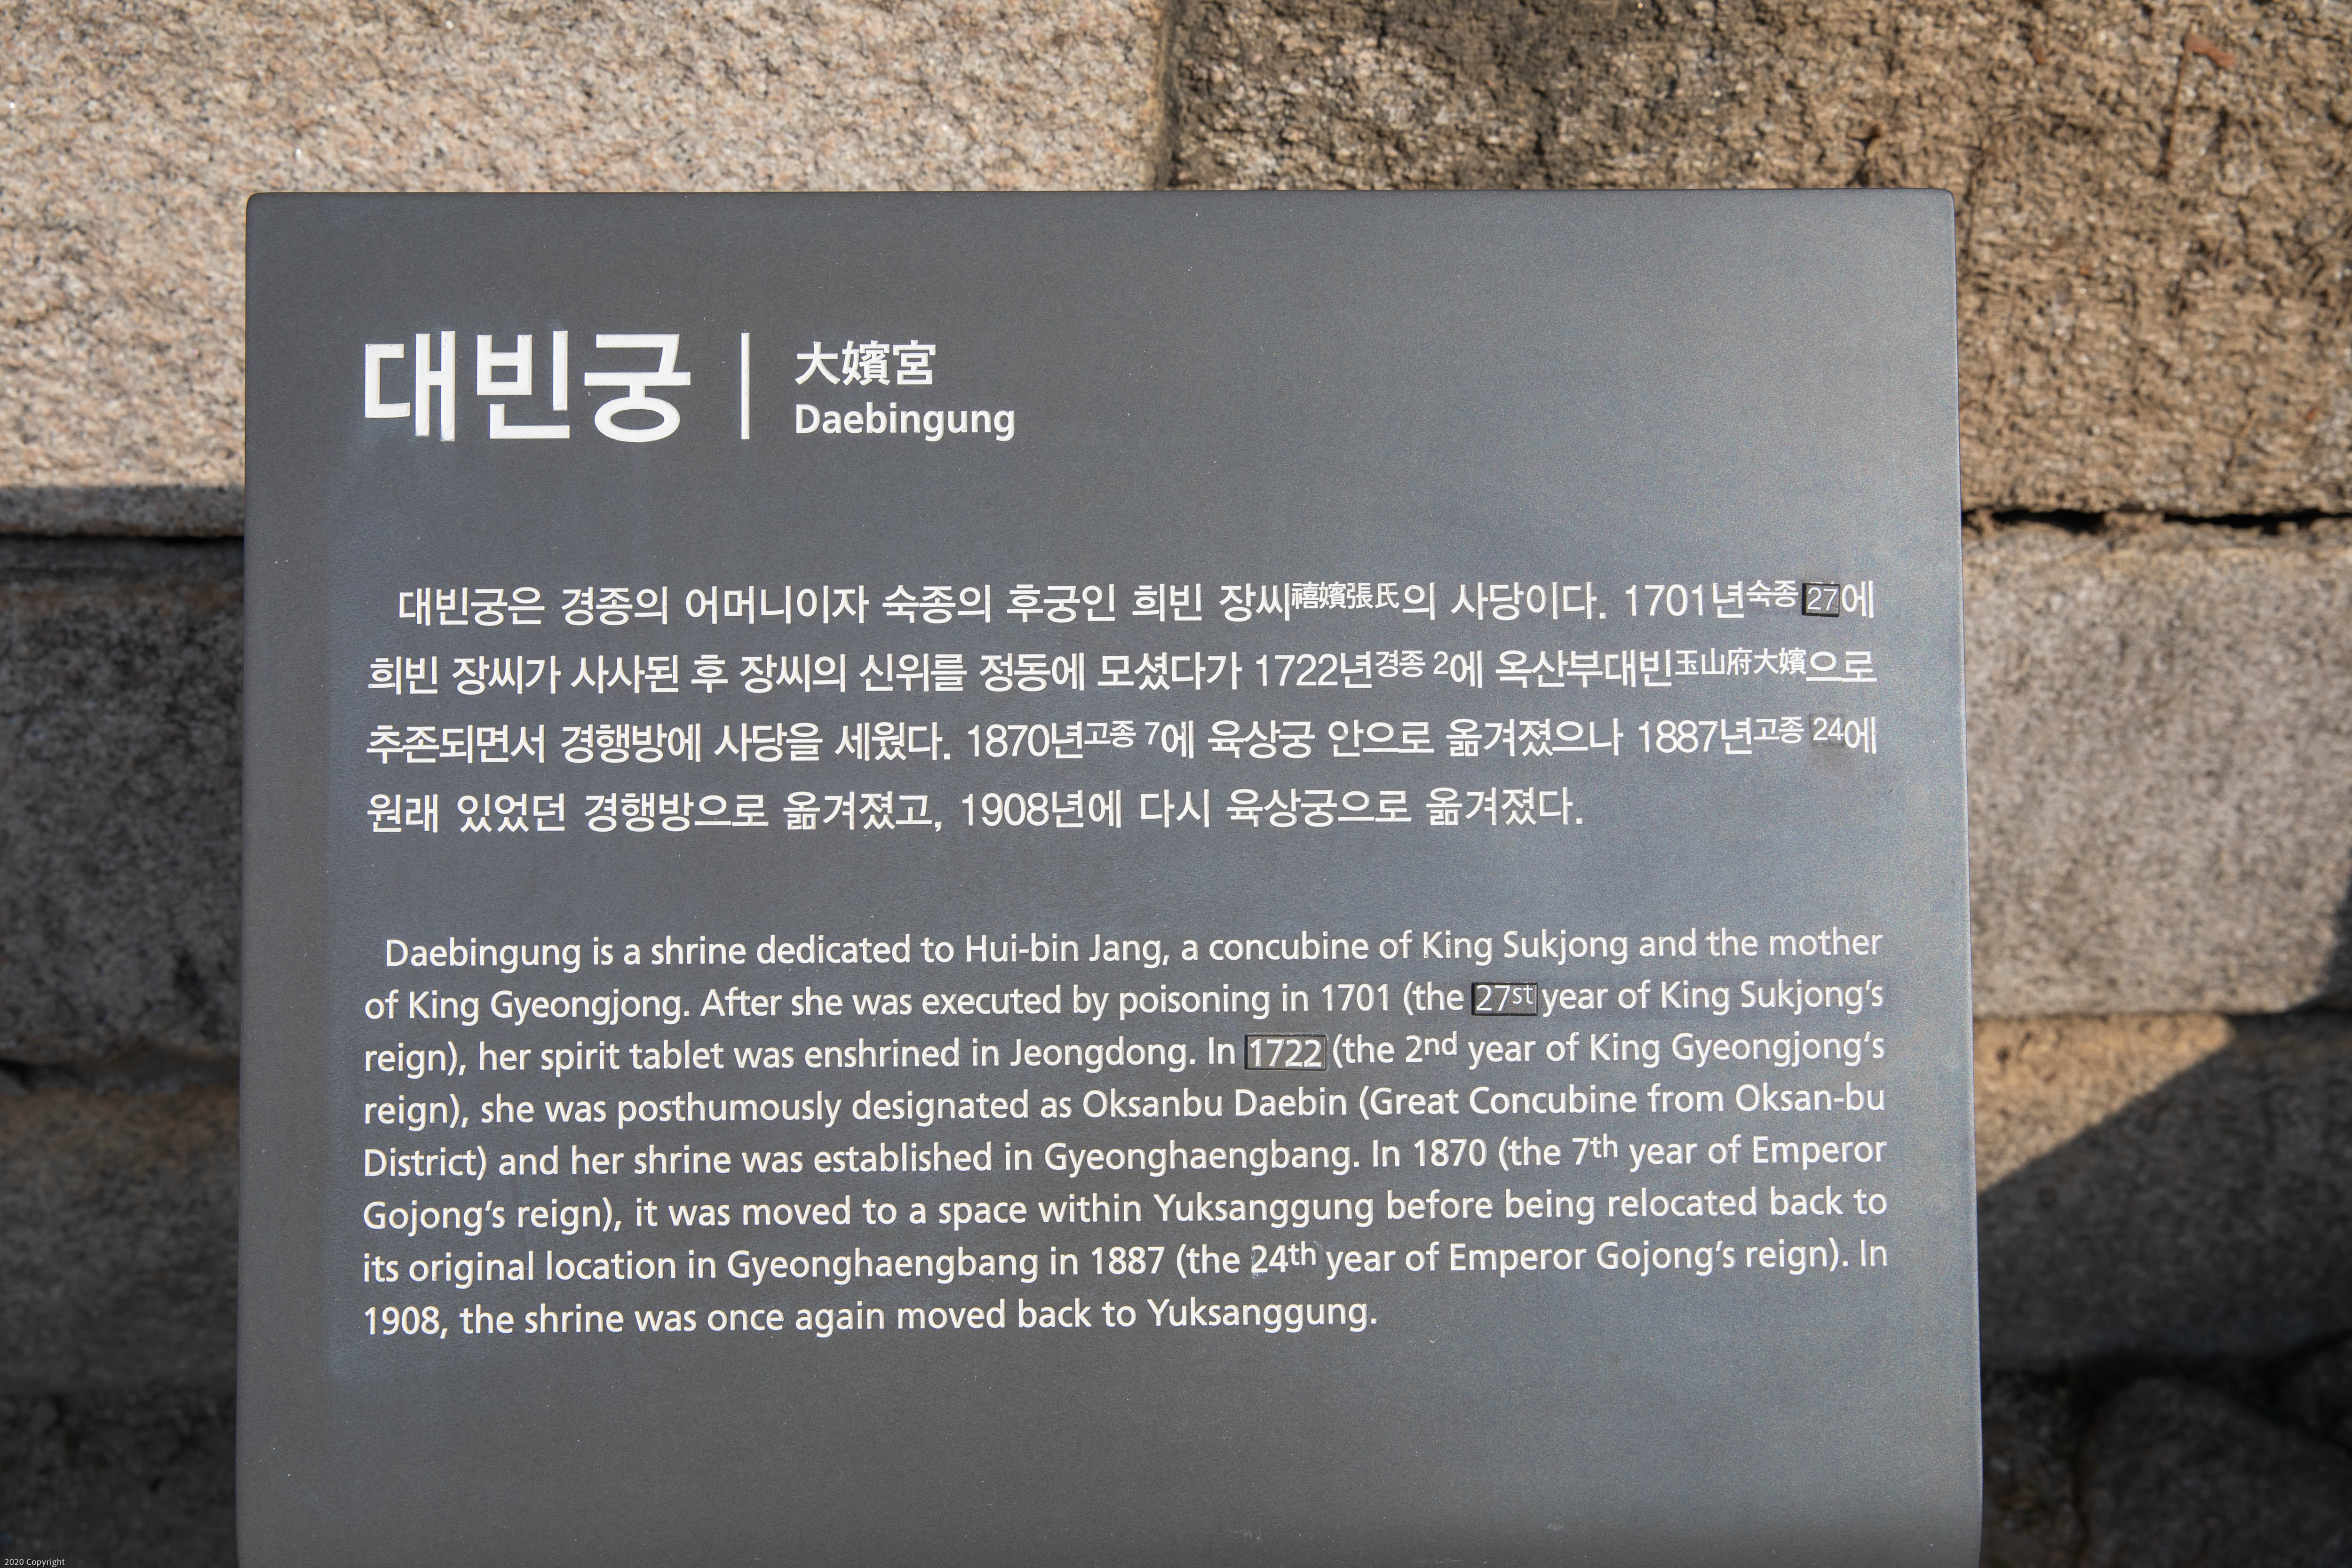 대빈궁
大嬪宮
Daebingung
대빈궁은 경종의 어머니이자 숙종의 후궁인 희빈 장씨禧嬪張氏의 사당이다. 1701년숙종 27에
희빈 장씨가 사사된 후 장씨의 신위를 정동에 모셨다가 1722년경종 2에 옥산부대빈玉山府大嬪으로
추존되면서 경행방에 사당을 세웠다. 1870년고종 7에 육상궁 안으로 옮겨졌으나 1887년고종 24에
원래 있었던 경행방으로 옮겨졌고, 1908년에 다시 육상궁으로 옮겨졌다.
Daebingung is a shrine dedicated to Hui-bin Jang, a concubine of King Sukjong and the mother
of King Gyeongjong. After she was executed by poisoning in 1701 (the 27st year of King Sukjong's
reign), her spirit tablet was enshrined in Jeongdong. In 1722 (the 2nd year of King Gyeongjong's
reign), she was posthumously designated as Oksanbu Daebin (Great Concubine from Oksan-bu
District) and her shrine was established in Gyeonghaengbang. In 1870 (the 7th year of Emperor
Gojong's reign), it was moved to a space within Yuksanggung before being relocated back to
its original location in Gyeonghaengbang in 1887 (the 24th year of Emperor Gojong's reign). In
1908, the shrine was once again moved back to Yuksanggung.
2020 Copyright